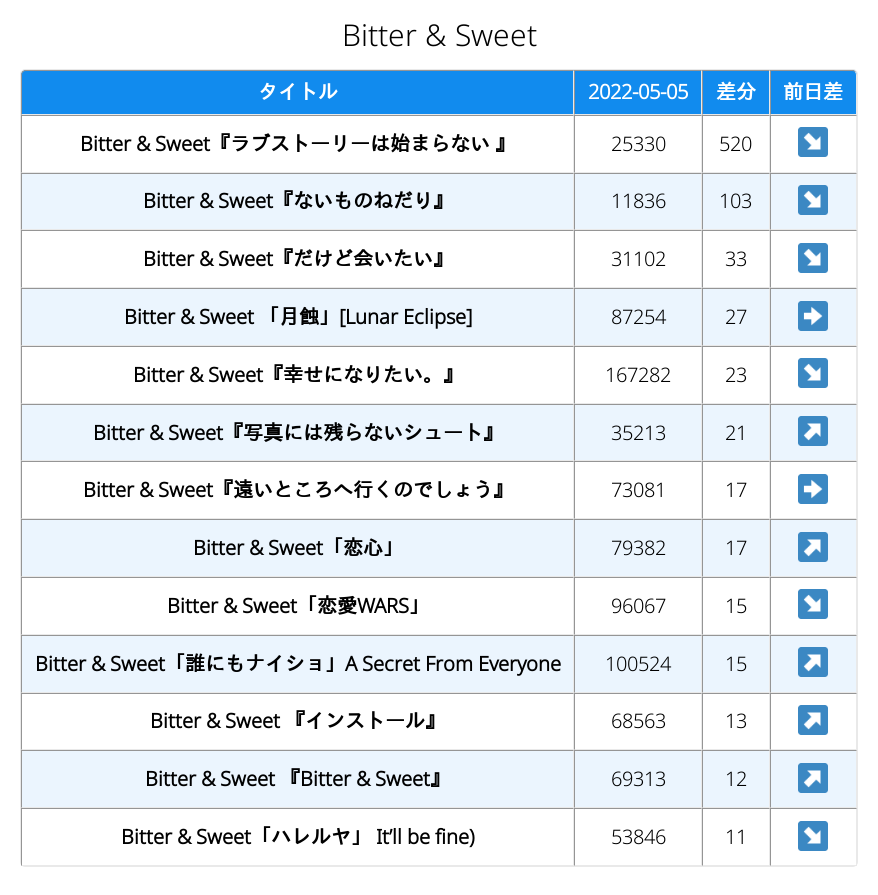 Bitter & Sweet
タイトル 2022-05-05 差分 前日差
Bitter & Sweet『ラブストーリーは始まらない 』 25330 520
Bitter & Sweet『ないものねだり』 11836 103
Bitter & Sweet『だけど会いたい』 31102 33
Bitter & Sweet 「月蝕」[Lunar Eclipse] 87254 27
Bitter & Sweet『幸せになりたい。』 167282 23
Bitter & Sweet『写真には残らないシュート』 35213 21
Bitter & Sweet『遠いところへ行くのでしょう』 73081 17
Bitter & Sweet「恋心」 79382 17
Bitter & Sweet「恋愛WARS」 96067 15
Bitter & Sweet「誰にもナイショ」A Secret From Everyone 100524 15
Bitter & Sweet 『インストール』 68563 13
Bitter & Sweet 『Bitter & Sweet』 69313 12
Bitter & Sweet「ハレルヤ」 It'll be fine) 53846 11